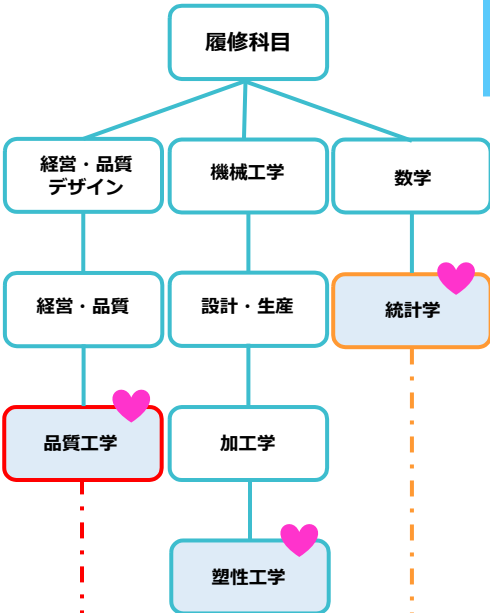 履修科目
経営・品質
デザイン
機械工学
数学
経営・品質
設計・生産
統計学
品質工学
加工学
塑性工学